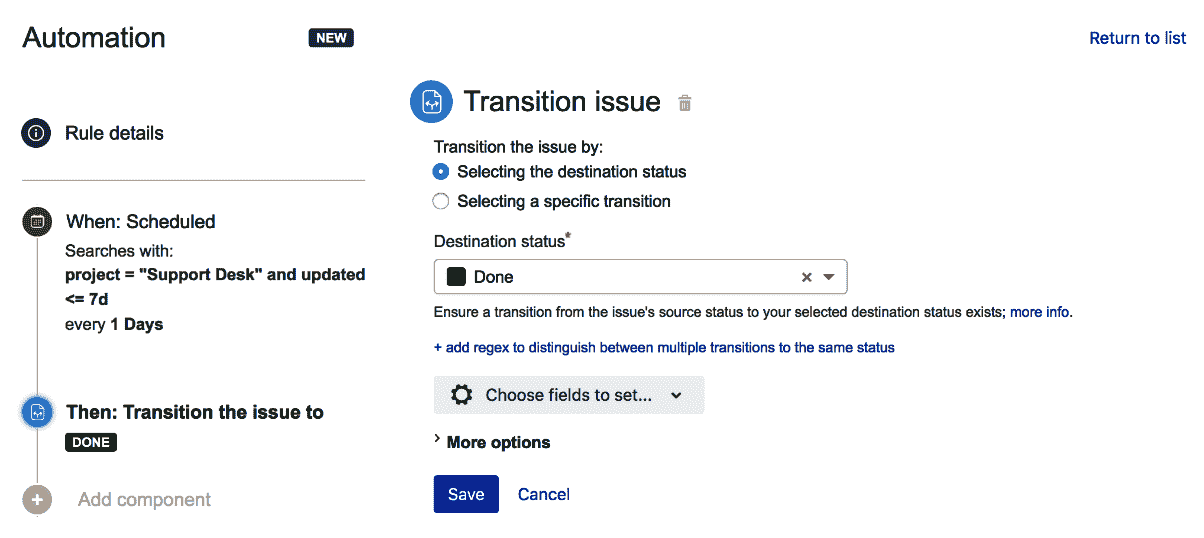 Automation
NEW
Return to list
Rule details
When: Scheduled
Searches with:
project = "Support Desk" and updated
<= 7d
every 1 Days
Then: Transition the issue to
DONE
Add component
Transition issue
Transition the issue by:
Selecting the destination status
Selecting a specific transition
Destination status*
Done
Ensure a transition from the issue's source status to your selected destination status exists; more info.
+ add regex to distinguish between multiple transitions to the same status
Choose fields to set...
More options
Save
Cancel